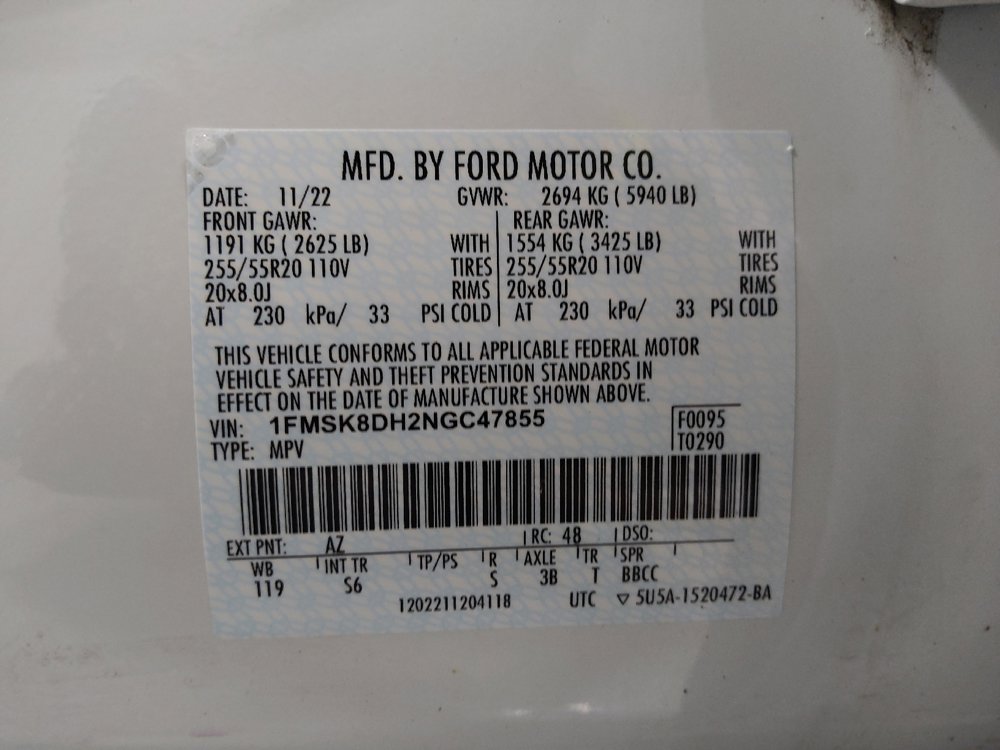 MFD. BY FORD MOTOR CO.
DATE: 11/22 GVWR: 2694 KG ( 5940 LB)
FRONT GAWR: REAR GAWR:
1191 KG ( 2625 LB) WITH 1554 KG ( 3425 LB) WITH
255/55R20 110V TIRES 255/55R20 110V TIRES
20x8.0J RIMS 20x8.0J RIMS
AT 230 kPa/ 33 PSI COLD AT 230 kPa/ 33 PSI COLD
THIS VEHICLE CONFORMS TO ALL APPLICABLE FEDERAL MOTOR
VEHICLE SAFETY AND THEFT PREVENTION STANDARDS IN
EFFECT ON THE DATE OF MANUFACTURE SHOWN ABOVE.
VIN: 1FMSK8DH2NGC47855 F0095
TYPE: MPV T0290
EXT PNT: AZ RC: 48 DSO:
WB INT TR TP/PS R AXLE TR SPR
119 S6 S 3B T BBCC
1202211204118 UTC ▽ 5U5A-1520472-BA